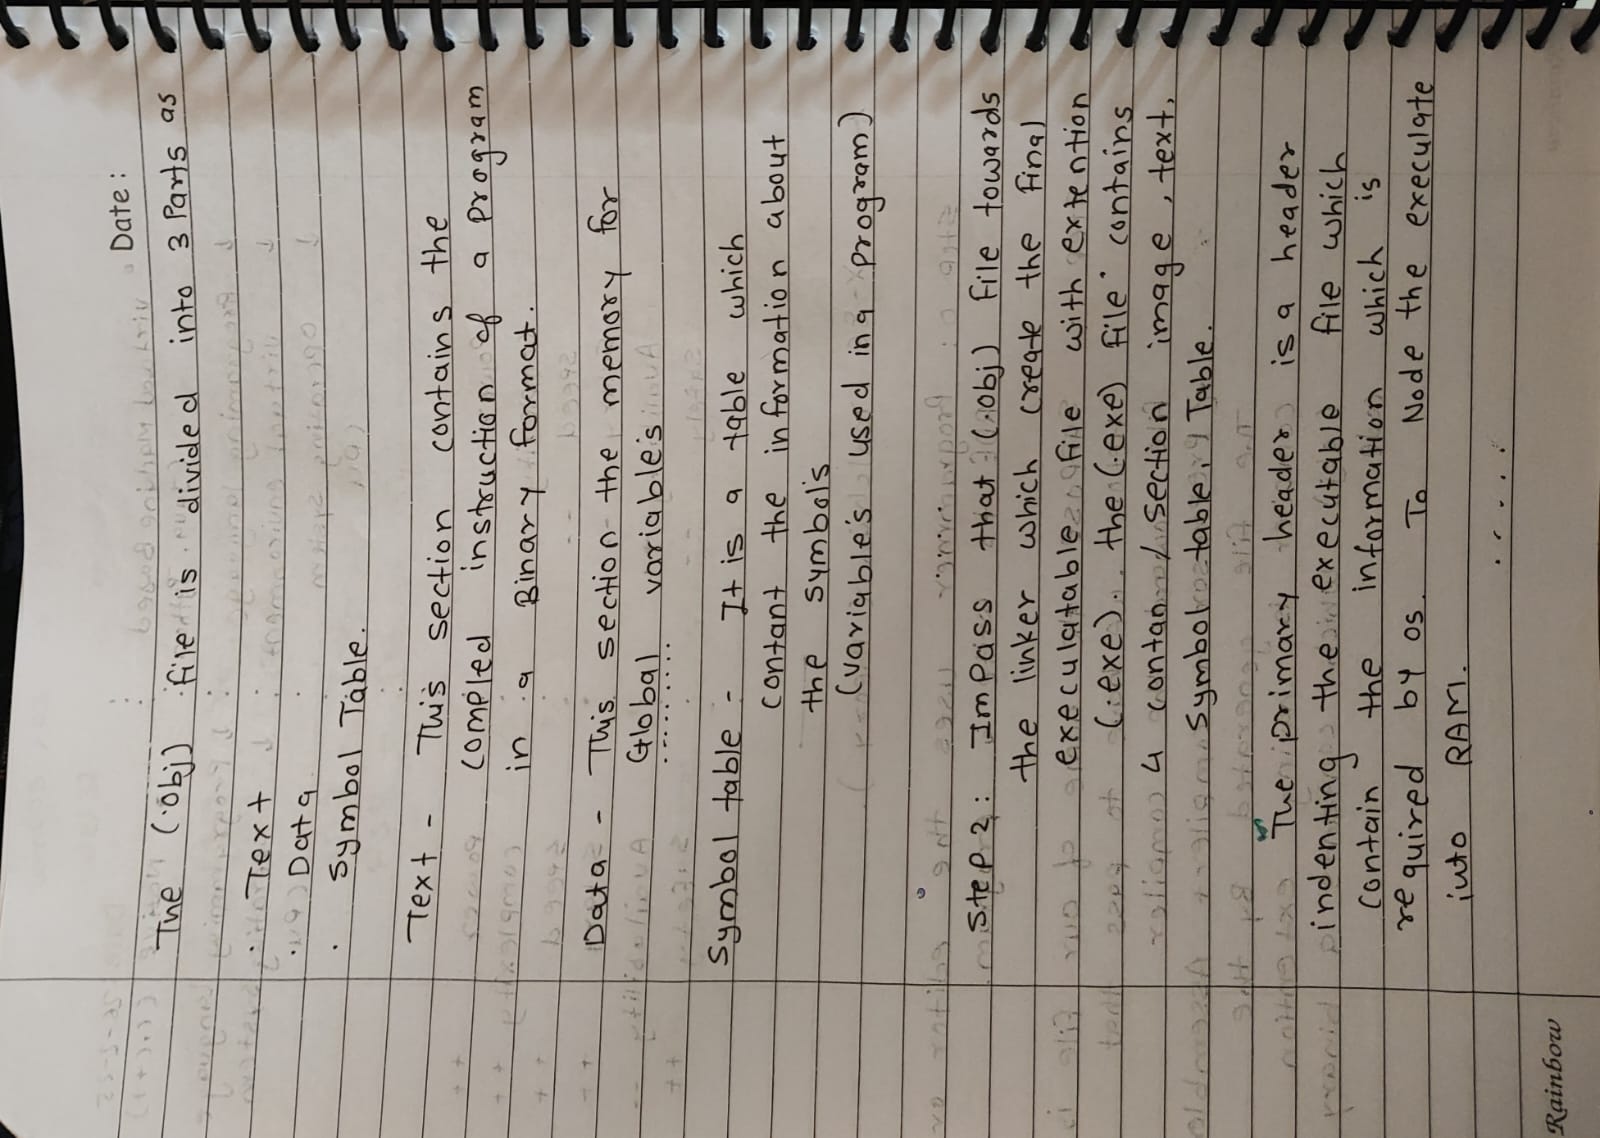 Date:
The (.obj) file is divided into 3 Parts as
. Text
. Data
. Symbol Table.
Text - This section contains the
compled instruction of a program
in a Binary format.
Data - This section the memory for
Global variable's
.........
Symbol table - It is a table which
contant the information about
the symbol's
(variable's used in a program)
Step 2: Impass that (.obj) file towards
the linker which create the final
execulatable file with extention
(.exe). the (.exe) file contains
4 contan/section image, text,
symbol table, Table.
The primary header is a header
indenting the executable file which
contain the information which is
required by os. To Node the execulate
into RAM.
.....
Rainbow